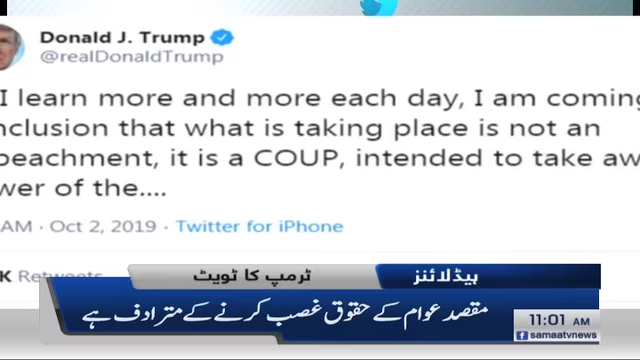 Donald J. Trump
@realDonaldTrump
I learn more and more each day, I am coming
nclusion that what is taking place is not an
peachment, it is a COUP, intended to take aw
wer of the....
AM · Oct 2, 2019 · Twitter for iPhone
K Retweets
ہیڈلائنز
ٹرمپ کا ٹویٹ
مقصد عوام کے حقوق غصب کرنے کے مترادف ہے
11:01 AM
samaatvnews